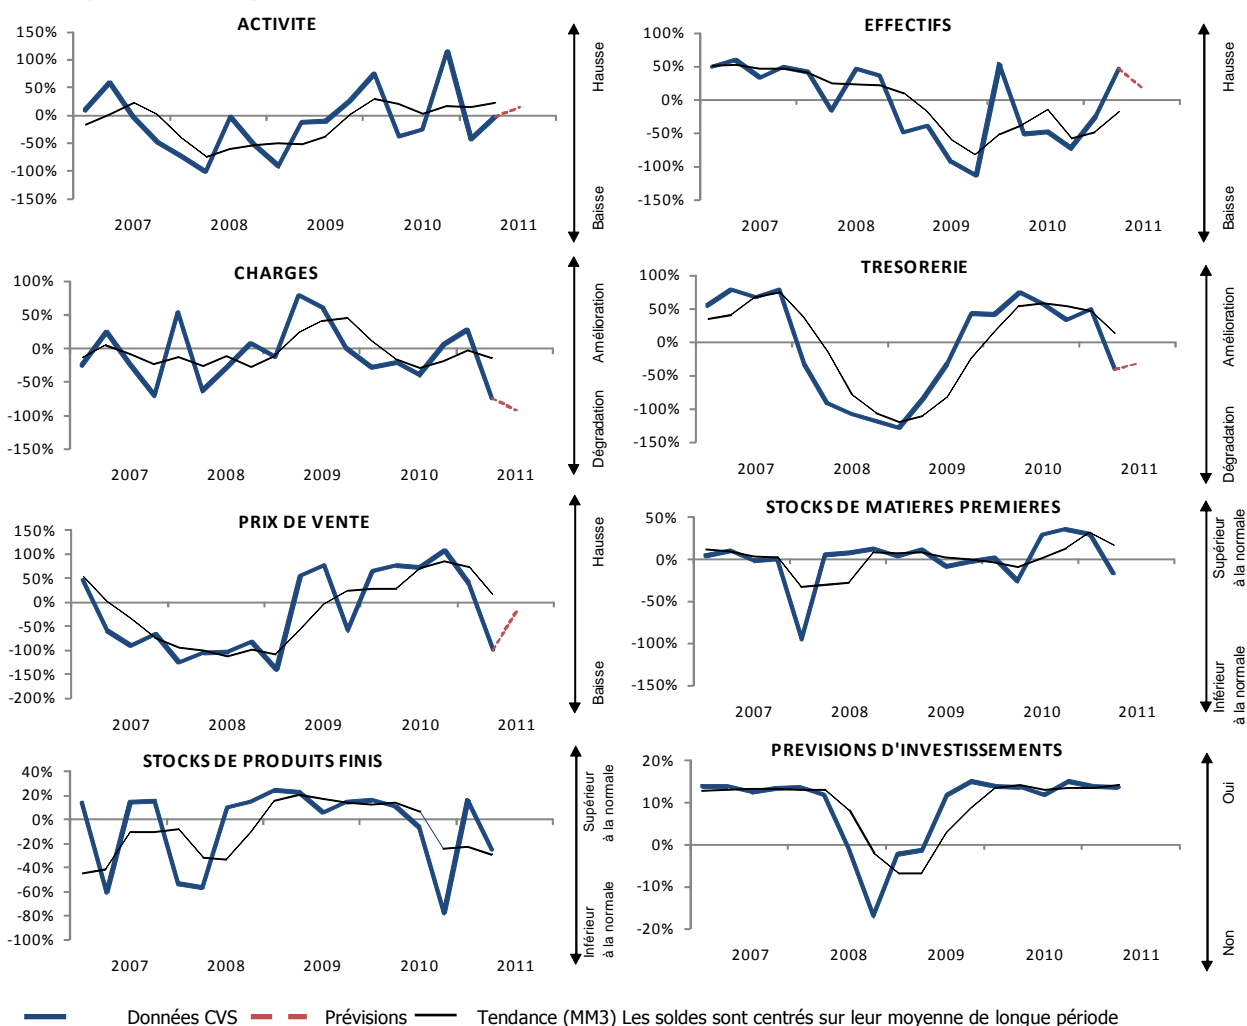 ACTIVITE
150%
100%
50%
0%
-50%
-100%
-150%
2007 2008 2009 2010 2011
Hausse
Baisse
EFFECTIFS
100%
50%
0%
-50%
-100%
-150%
2007 2008 2009 2010 2011
Hausse
Baisse
CHARGES
100%
50%
0%
-50%
-100%
-150%
2007 2008 2009 2010 2011
Amélioration
Dégradation
TRESORERIE
100%
50%
0%
-50%
-100%
-150%
2007 2008 2009 2010 2011
Amélioration
Dégradation
PRIX DE VENTE
150%
100%
50%
0%
-50%
-100%
-150%
-200%
2007 2008 2009 2010 2011
Hausse
Baisse
STOCKS DE MATIERES PREMIERES
50%
0%
-50%
-100%
-150%
2007 2008 2009 2010 2011
Supérieur
à la normale
Inférieur
à la normale
STOCKS DE PRODUITS FINIS
40%
20%
0%
-20%
-40%
-60%
-80%
-100%
2007 2008 2009 2010 2011
Supérieur
à la normale
Inférieur
à la normale
PREVISIONS D'INVESTISSEMENTS
20%
10%
0%
-10%
-20%
2007 2008 2009 2010 2011
Oui
Non
Données CVS Prévisions Tendance (MM3) Les soldes sont centrés sur leur moyenne de longue période